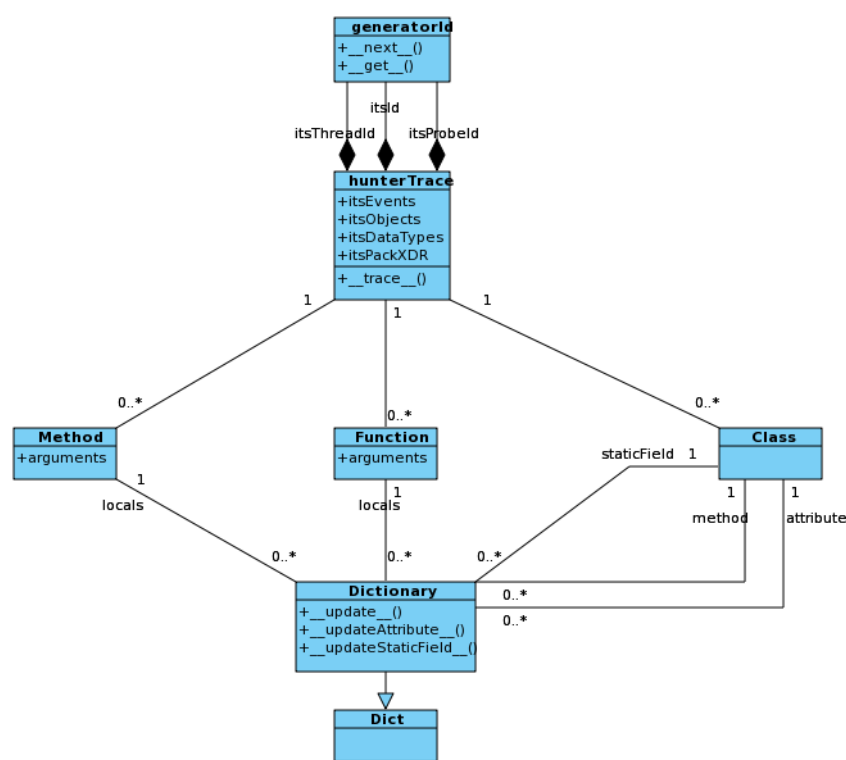 generatorId
+__next__()
+__get__()
itsId
itsThreadId
itsProbeId
hunterTrace
+itsEvents
+itsObjects
+itsDataTypes
+itsPackXDR
+__trace__()
1
1
1
0..*
0..*
0..*
Method
+arguments
Function
+arguments
Class
staticField 1
1
locals
1
locals
1
method
1
attribute
0..*
0..*
0..*
0..*
0..*
Dictionary
+__update__()
+__updateAttribute__()
+__updateStaticField__()
Dict